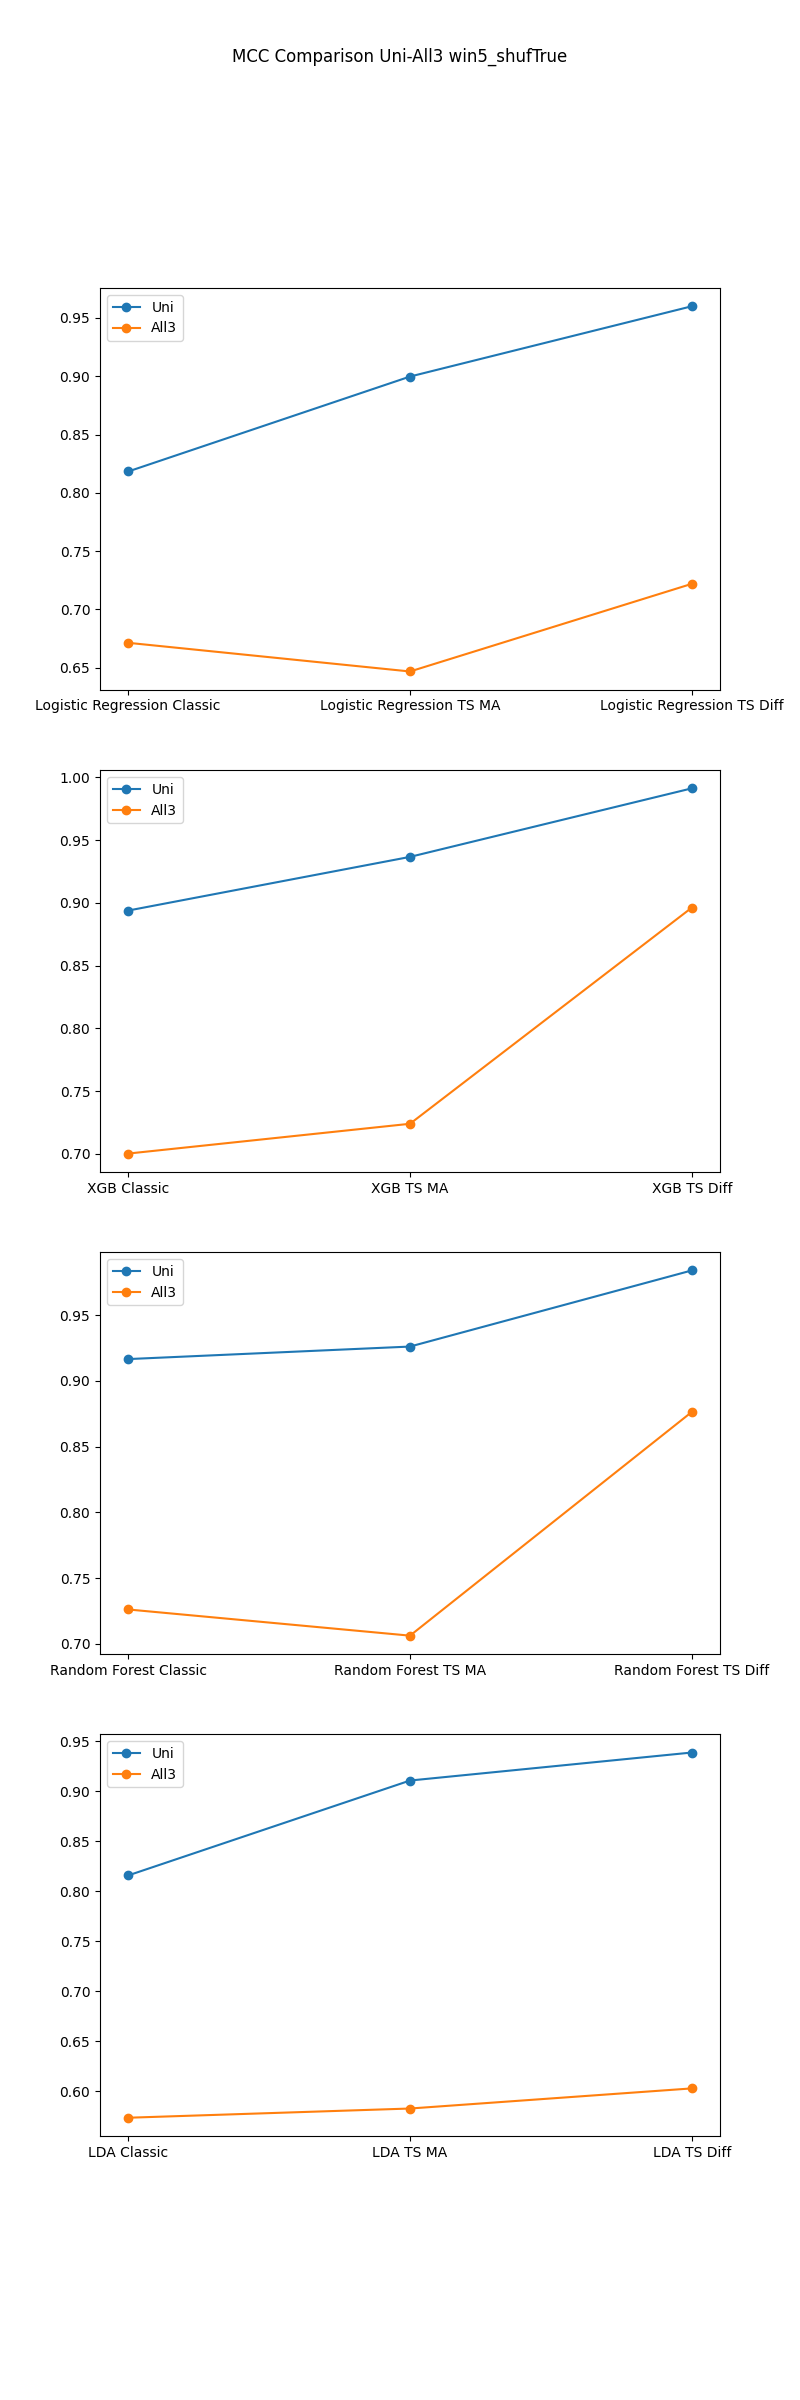 MCC Comparison Uni-All3 win5_shufTrue
Uni
All3
0.95
0.90
0.85
0.80
0.75
0.70
0.65
Logistic Regression Classic
Logistic Regression TS MA
Logistic Regression TS Diff
Uni
All3
1.00
0.95
0.90
0.85
0.80
0.75
0.70
XGB Classic
XGB TS MA
XGB TS Diff
Uni
All3
0.95
0.90
0.85
0.80
0.75
0.70
Random Forest Classic
Random Forest TS MA
Random Forest TS Diff
Uni
All3
0.95
0.90
0.85
0.80
0.75
0.70
0.65
0.60
LDA Classic
LDA TS MA
LDA TS Diff